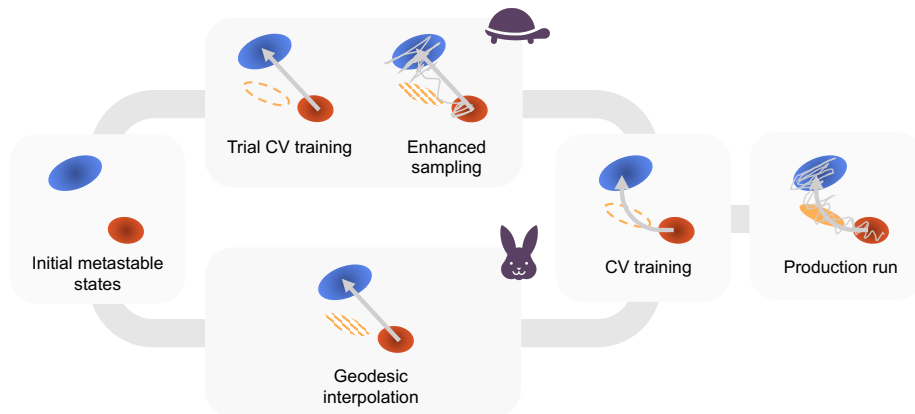 Trial CV training
Enhanced
sampling
Initial metastable
states
CV training
Production run
Geodesic
interpolation